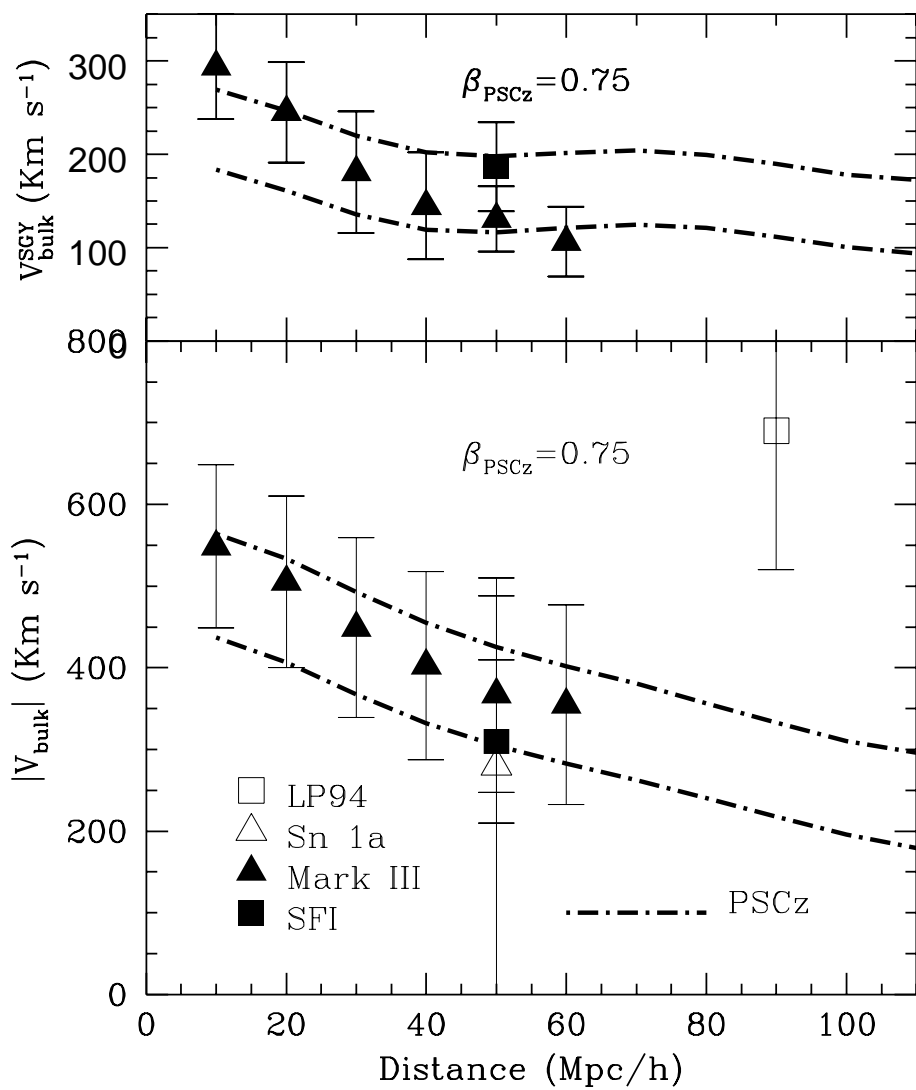 300
200
100
0
V^SGY_bulk (Km s⁻¹)
β_PSCz=0.75
800
600
400
200
0
|V_bulk| (Km s⁻¹)
β_PSCz=0.75
LP94
Sn 1a
Mark III
SFI
PSCz
0 20 40 60 80 100
Distance (Mpc/h)